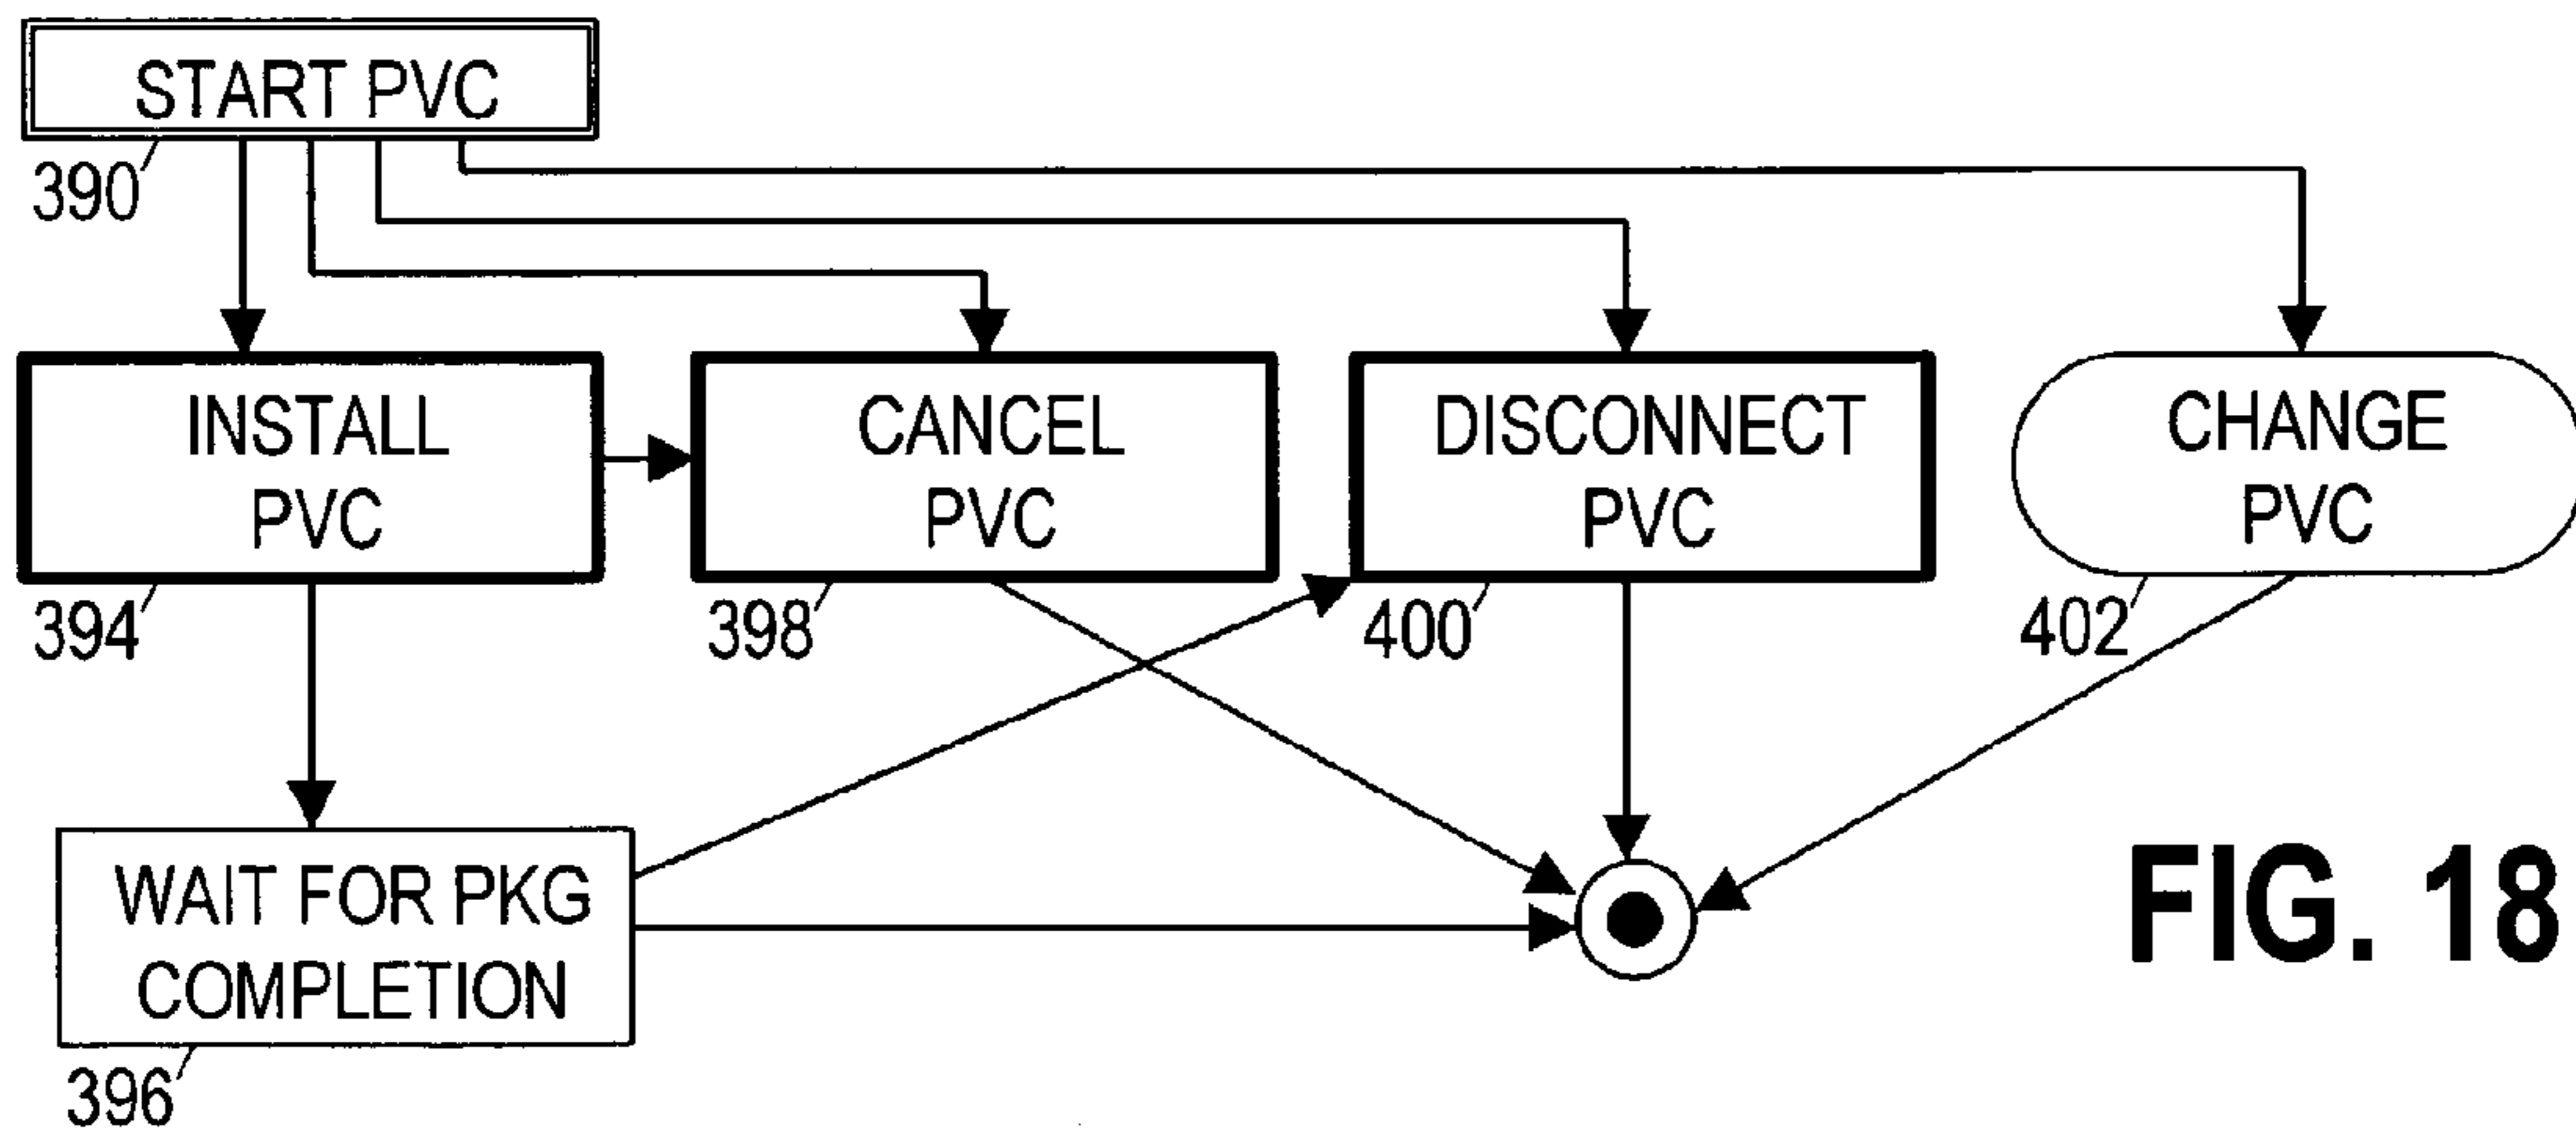 START PVC
390
INSTALL
PVC
394
CANCEL
PVC
398
DISCONNECT
PVC
400
CHANGE
PVC
402
WAIT FOR PKG
COMPLETION
396
FIG. 18